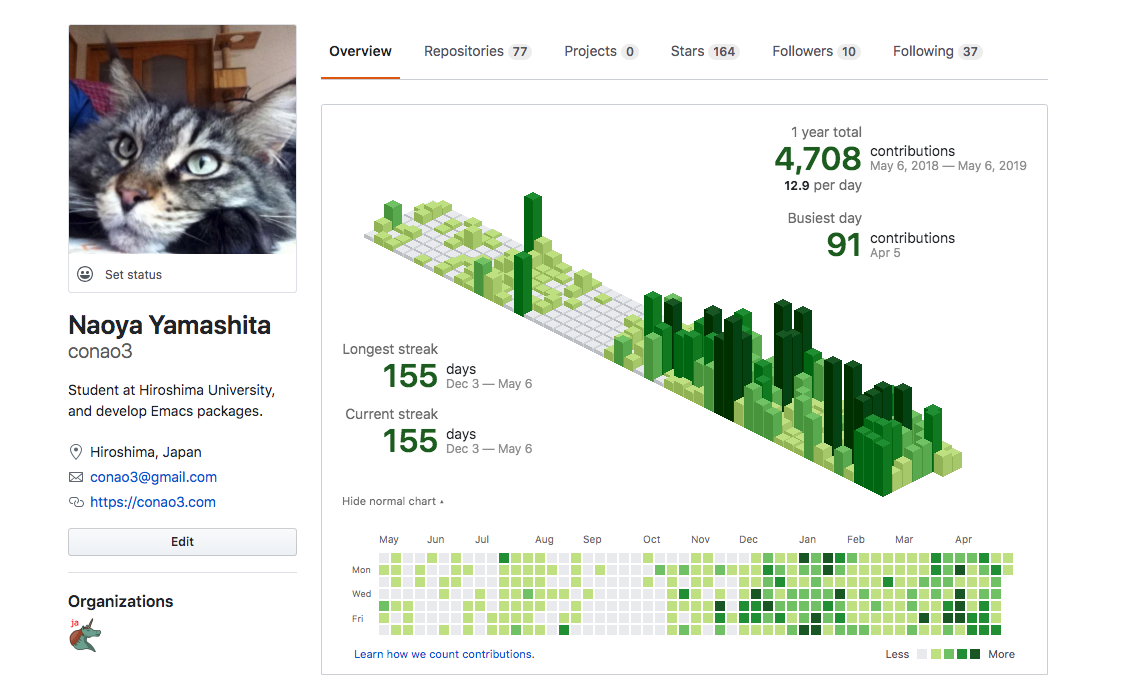 Overview Repositories 77 Projects 0 Stars 164 Followers 10 Following 37
Set status
Naoya Yamashita
conao3
Student at Hiroshima University,
and develop Emacs packages.
Hiroshima, Japan
conao3@gmail.com
https://conao3.com
Edit
Organizations
ja
1 year total
4,708 contributions
May 6, 2018 — May 6, 2019
12.9 per day
Busiest day
91 contributions
Apr 5
Longest streak
155 days
Dec 3 — May 6
Current streak
155 days
Dec 3 — May 6
Hide normal chart
May Jun Jul Aug Sep Oct Nov Dec Jan Feb Mar Apr
Mon
Wed
Fri
Learn how we count contributions.
Less More